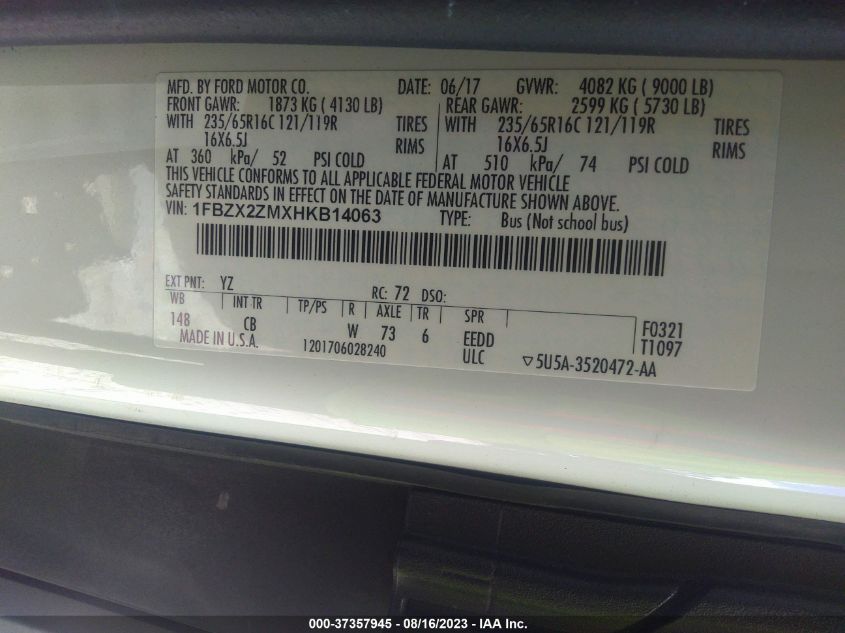 MFD. BY FORD MOTOR CO. DATE: 06/17 GVWR: 4082 KG ( 9000 LB)
FRONT GAWR: 1873 KG ( 4130 LB) REAR GAWR: 2599 KG ( 5730 LB)
WITH 235/65R16C 121/119R TIRES WITH 235/65R16C 121/119R TIRES
16X6.5J RIMS 16X6.5J RIMS
AT 360 kPa/ 52 PSI COLD AT 510 kPa/ 74 PSI COLD
THIS VEHICLE CONFORMS TO ALL APPLICABLE FEDERAL MOTOR VEHICLE
SAFETY STANDARDS IN EFFECT ON THE DATE OF MANUFACTURE SHOWN ABOVE.
VIN: 1FBZX2ZMXHKB14063 TYPE: Bus (Not school bus)
EXT PNT: YZ RC: 72 DSO:
WB INT TR TP/PS R AXLE TR SPR
148 CB W 73 6 EEDD F0321
MADE IN U.S.A. 1201706028240 ULC ▽5U5A-3520472-AA T1097
000-37357945 - 08/16/2023 - IAA Inc.